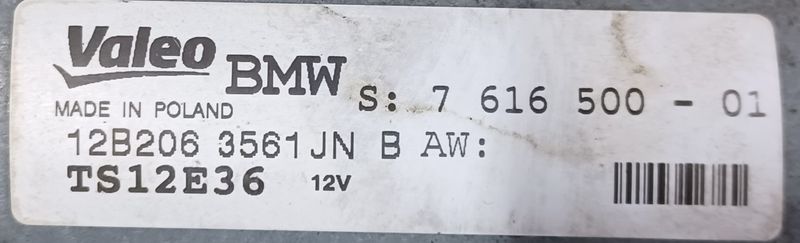 Valeo BMW S: 7 616 500 - 01
MADE IN POLAND
12B206 3561JN B AW:
TS12E36 12V